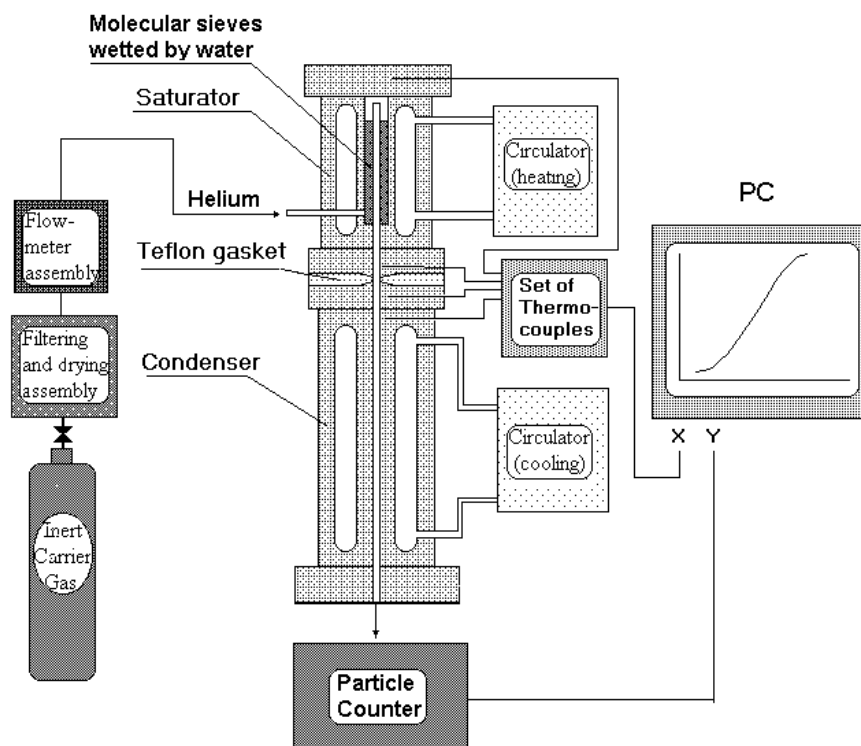 Molecular sieves
wetted by water
Saturator
Circulator
(heating)
PC
Helium
Flow-
meter
assembly
Teflon gasket
Set of
Thermo-
couples
Filtering
and drying
assembly
Condenser
Circulator
(cooling)
X Y
Inert
Carrier
Gas
Particle
Counter